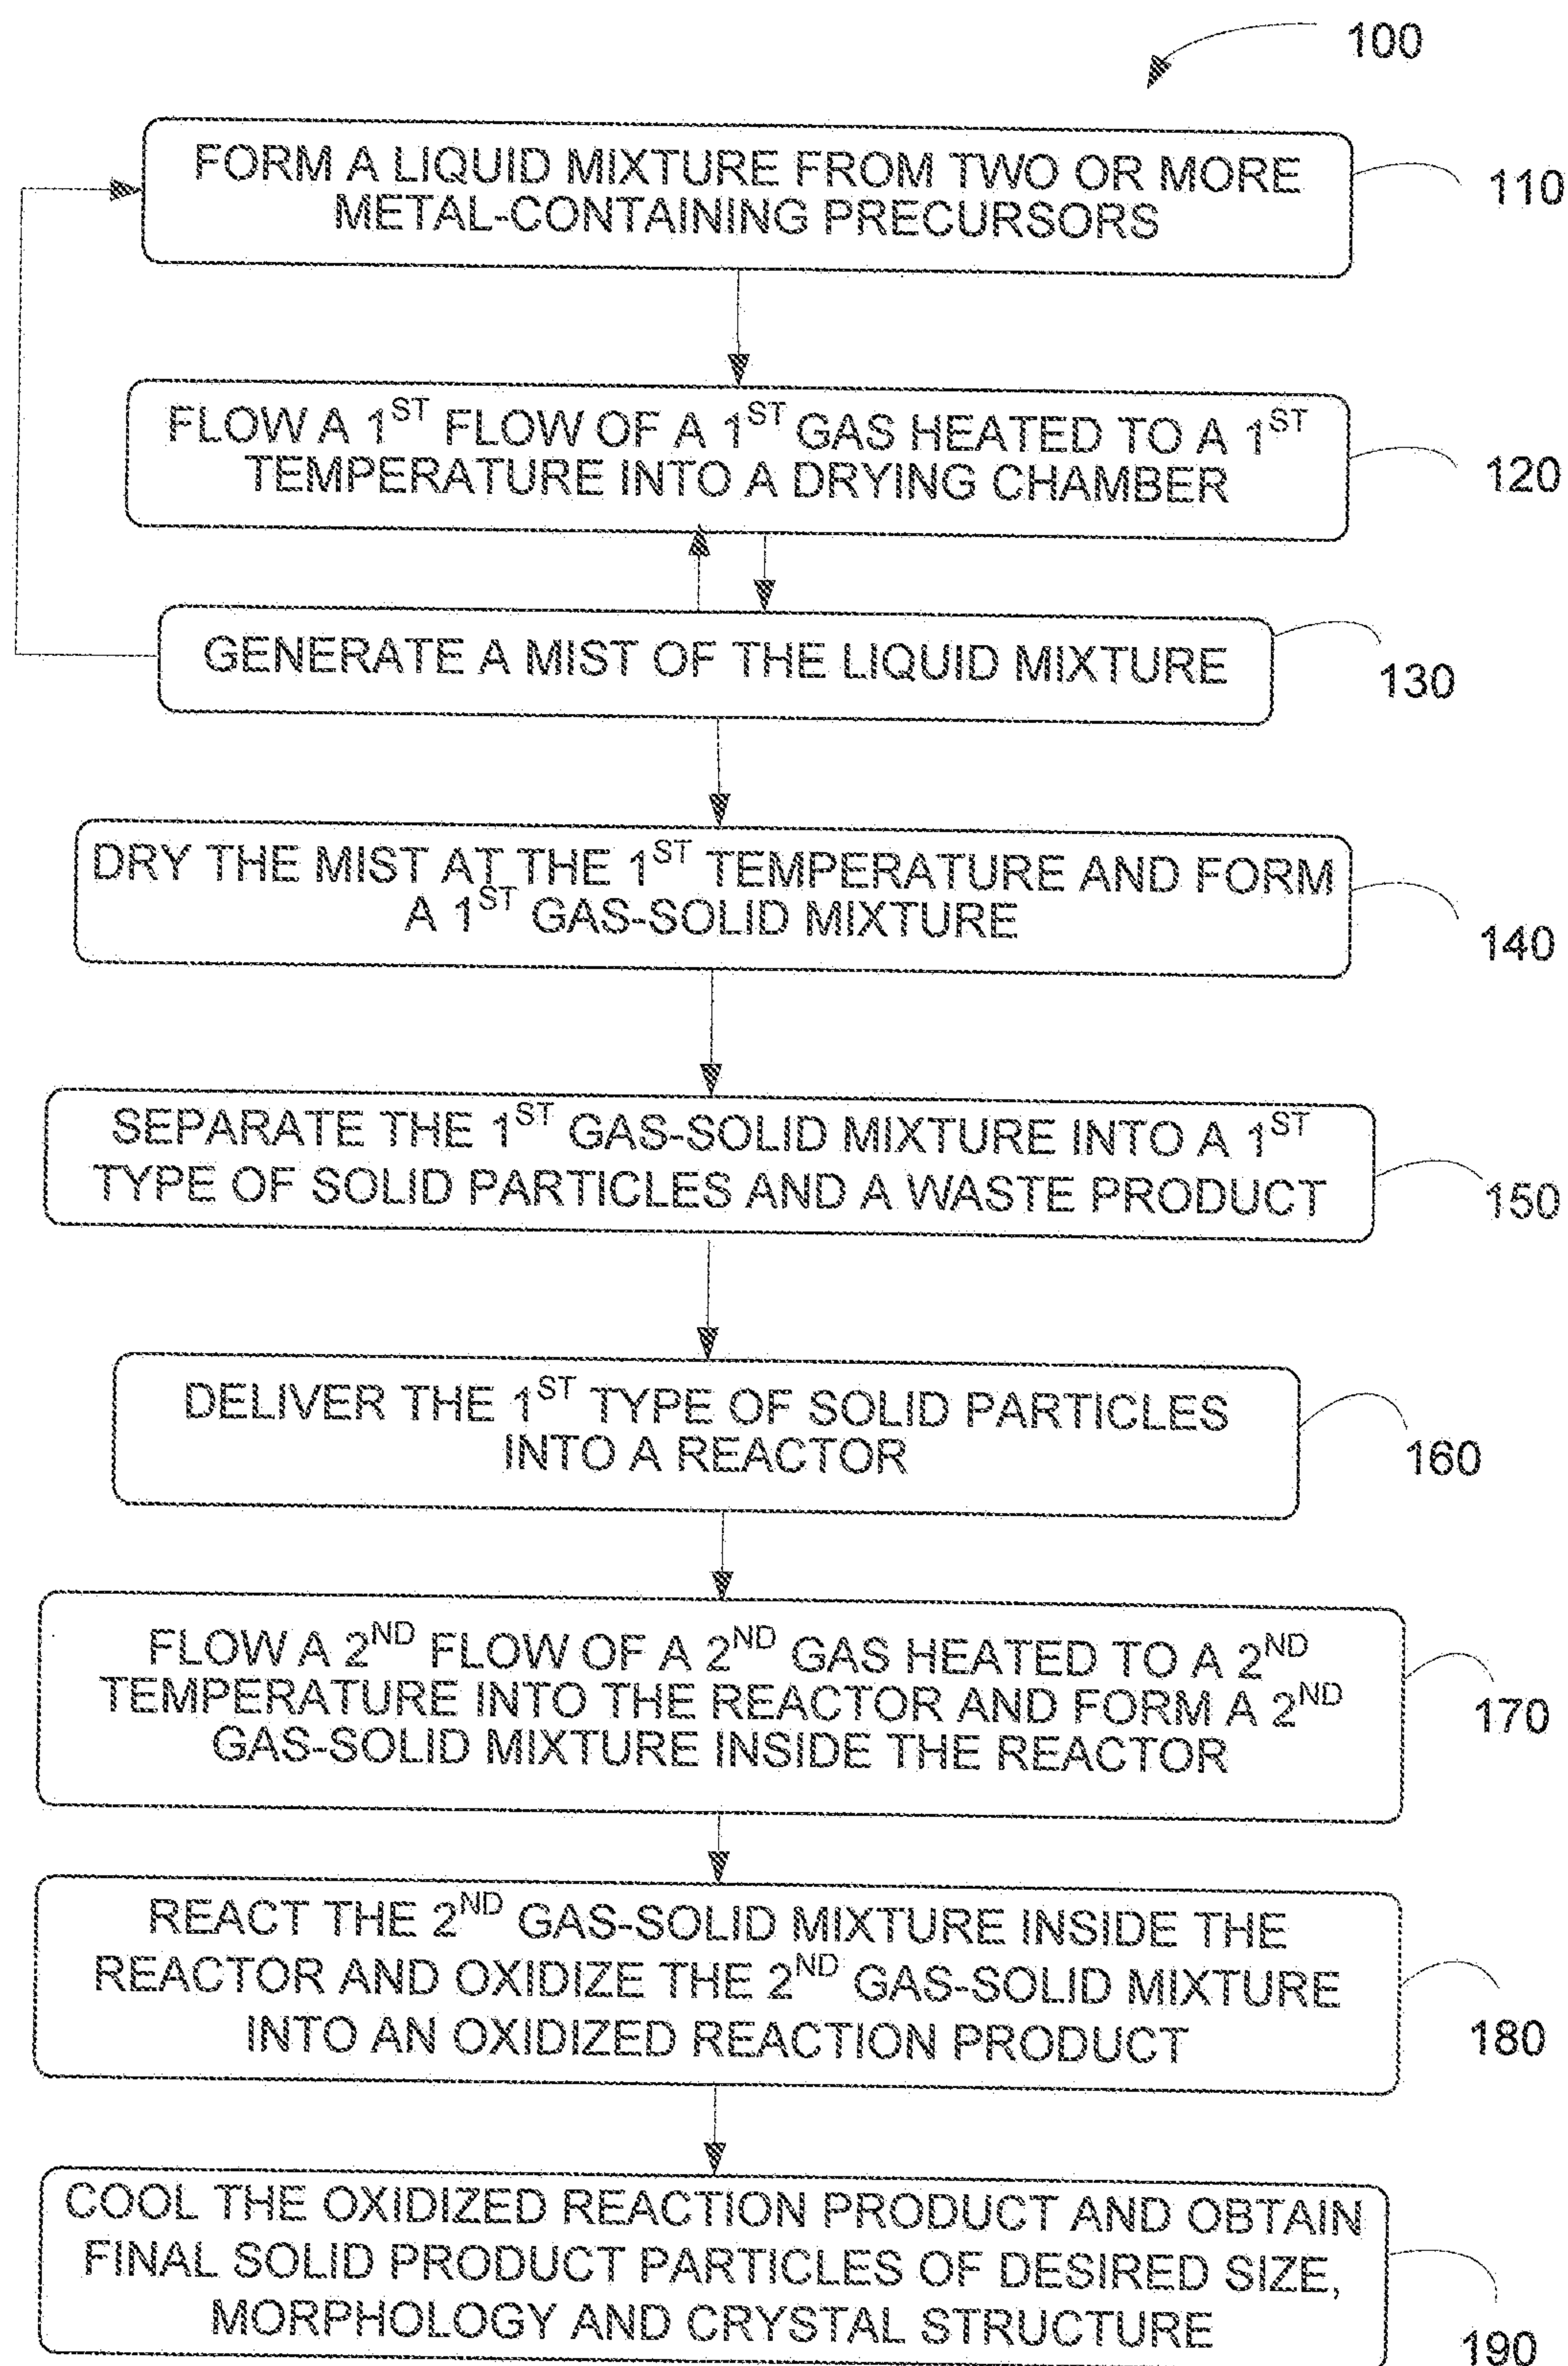 100
FORM A LIQUID MIXTURE FROM TWO OR MORE
METAL-CONTAINING PRECURSORS
110
FLOW A 1ST FLOW OF A 1ST GAS HEATED TO A 1ST
TEMPERATURE INTO A DRYING CHAMBER
120
GENERATE A MIST OF THE LIQUID MIXTURE
130
DRY THE MIST AT THE 1ST TEMPERATURE AND FORM
A 1ST GAS-SOLID MIXTURE
140
SEPARATE THE 1ST GAS-SOLID MIXTURE INTO A 1ST
TYPE OF SOLID PARTICLES AND A WASTE PRODUCT
150
DELIVER THE 1ST TYPE OF SOLID PARTICLES
INTO A REACTOR
160
FLOW A 2ND FLOW OF A 2ND GAS HEATED TO A 2ND
TEMPERATURE INTO THE REACTOR AND FORM A 2ND
GAS-SOLID MIXTURE INSIDE THE REACTOR
170
REACT THE 2ND GAS-SOLID MIXTURE INSIDE THE
REACTOR AND OXIDIZE THE 2ND GAS-SOLID MIXTURE
INTO AN OXIDIZED REACTION PRODUCT
180
COOL THE OXIDIZED REACTION PRODUCT AND OBTAIN
FINAL SOLID PRODUCT PARTICLES OF DESIRED SIZE,
MORPHOLOGY AND CRYSTAL STRUCTURE
190